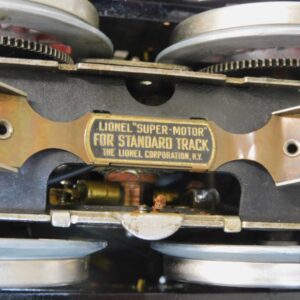 LIONEL "SUPER-MOTOR"
FOR STANDARD TRACK
THE LIONEL CORPORATION, N.Y.